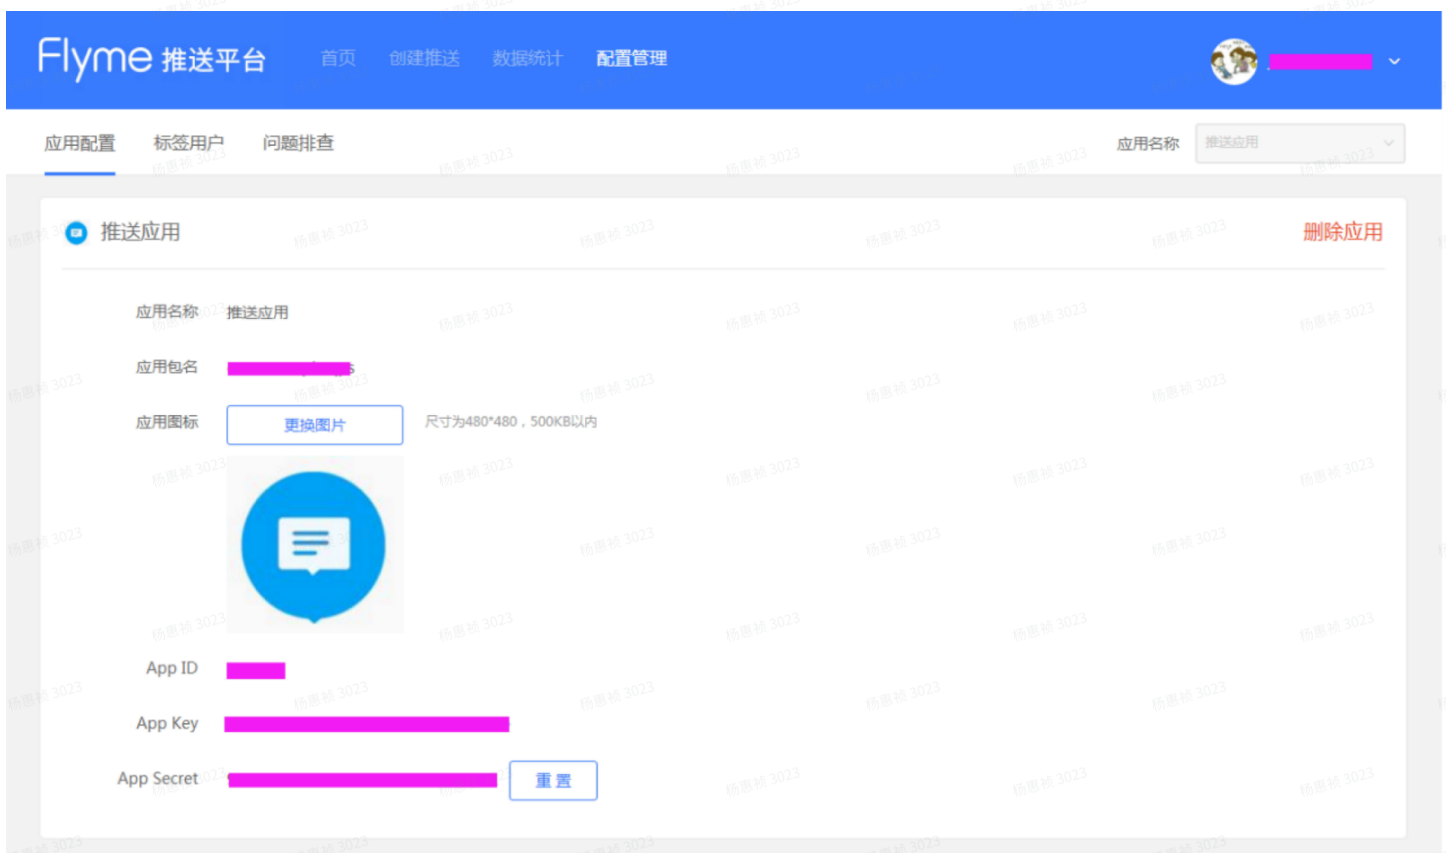 Flyme 推送平台 首页 创建推送 数据统计 配置管理
应用配置 标签用户 问题排查 应用名称 推送应用
推送应用 删除应用
应用名称 推送应用
应用包名
应用图标 更换图片 尺寸为480*480，500KB以内
App ID
App Key
App Secret 重置
杨惠祯 3023